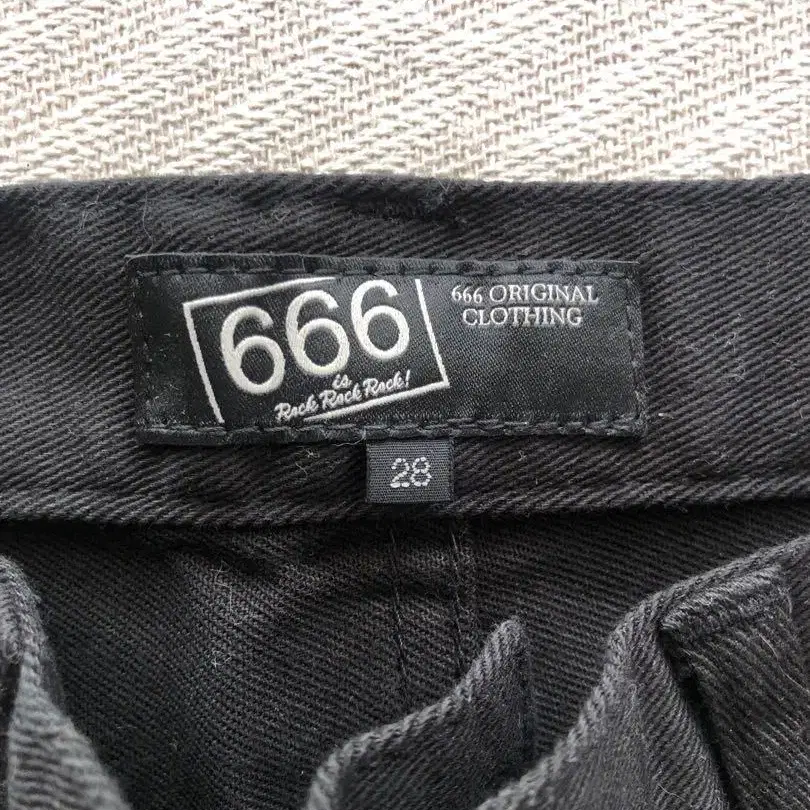 666
is
Rock Rock Rock!
666 ORIGINAL
CLOTHING
28